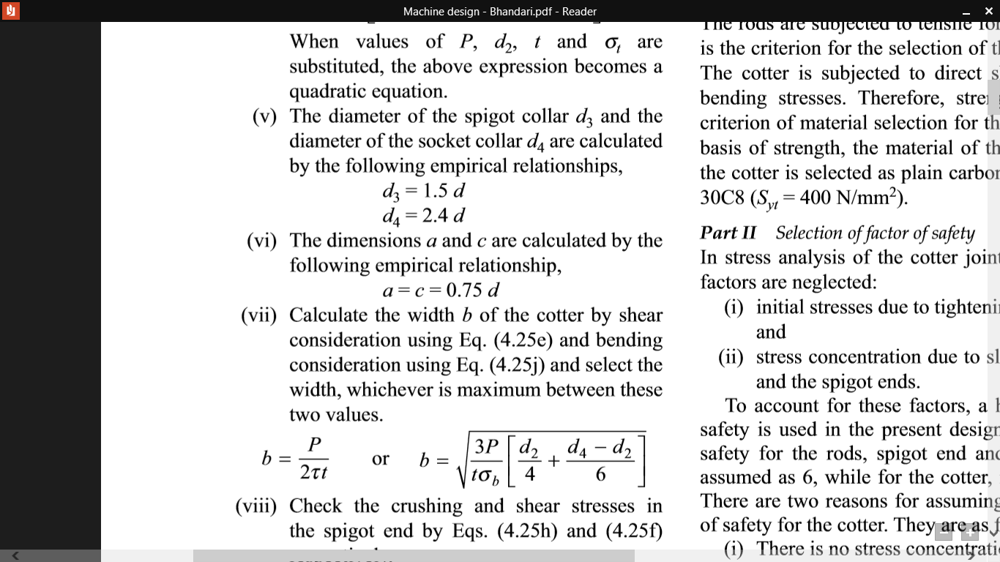 Machine design - Bhandari.pdf - Reader
When values of P, d₂, t and σₜ are
substituted, the above expression becomes a
quadratic equation.
(v) The diameter of the spigot collar d₃ and the
diameter of the socket collar d₄ are calculated
by the following empirical relationships,
d₃ = 1.5 d
d₄ = 2.4 d
(vi) The dimensions a and c are calculated by the
following empirical relationship,
a = c = 0.75 d
(vii) Calculate the width b of the cotter by shear
consideration using Eq. (4.25e) and bending
consideration using Eq. (4.25j) and select the
width, whichever is maximum between these
two values.
b = P/(2τt) or b = √(3P/(tσ_b) [d₂/4 + (d₄ − d₂)/6])
(viii) Check the crushing and shear stresses in
the spigot end by Eqs. (4.25h) and (4.25f)
The rods are subjected to tensile
is the criterion for the selection of
The cotter is subjected to direct
bending stresses. Therefore,
criterion of material selection for
basis of strength, the material of
the cotter is selected as plain
30C8 (S_yt = 400 N/mm²).
Part II Selection of factor of safety
In stress analysis of the cotter
factors are neglected:
(i) initial stresses due to
and
(ii) stress concentration due to
and the spigot ends.
To account for these factors, a
safety is used in the present
safety for the rods, spigot end
assumed as 6, while for the cotter,
There are two reasons for
of safety for the cotter. They are as
(i) There is no stress